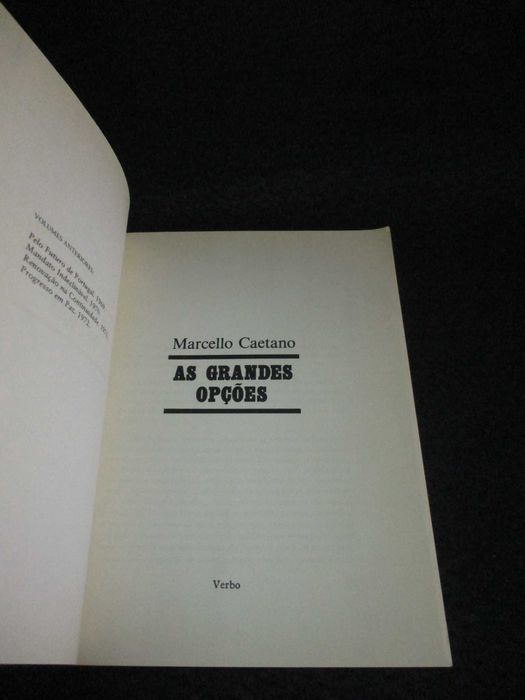 VOLUMES ANTERIORES:
Pelo Futuro de Portugal, 1969.
Mandato Indeclinável, 1970.
Renovação na Continuidade, 1971.
Progresso em Paz, 1972.
Marcello Caetano
AS GRANDES
OPÇÕES
Verbo